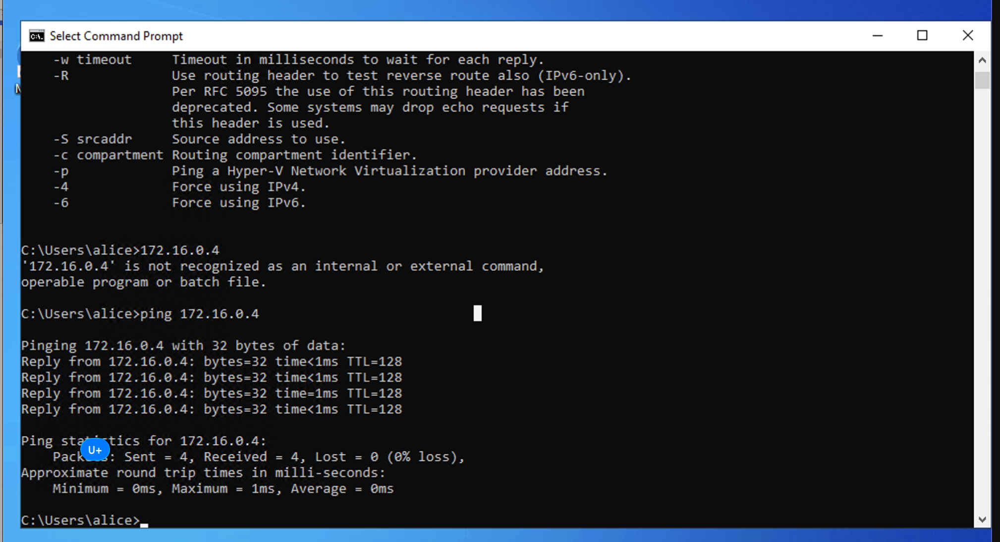 Select Command Prompt
-w timeout     Timeout in milliseconds to wait for each reply.
-R             Use routing header to test reverse route also (IPv6-only).
Per RFC 5095 the use of this routing header has been
deprecated. Some systems may drop echo requests if
this header is used.
-S srcaddr     Source address to use.
-c compartment Routing compartment identifier.
-p             Ping a Hyper-V Network Virtualization provider address.
-4             Force using IPv4.
-6             Force using IPv6.
C:\Users\alice>172.16.0.4
'172.16.0.4' is not recognized as an internal or external command,
operable program or batch file.
C:\Users\alice>ping 172.16.0.4
Pinging 172.16.0.4 with 32 bytes of data:
Reply from 172.16.0.4: bytes=32 time<1ms TTL=128
Reply from 172.16.0.4: bytes=32 time<1ms TTL=128
Reply from 172.16.0.4: bytes=32 time=1ms TTL=128
Reply from 172.16.0.4: bytes=32 time<1ms TTL=128
Ping statistics for 172.16.0.4:
U+
Packets: Sent = 4, Received = 4, Lost = 0 (0% loss),
Approximate round trip times in milli-seconds:
Minimum = 0ms, Maximum = 1ms, Average = 0ms
C:\Users\alice>